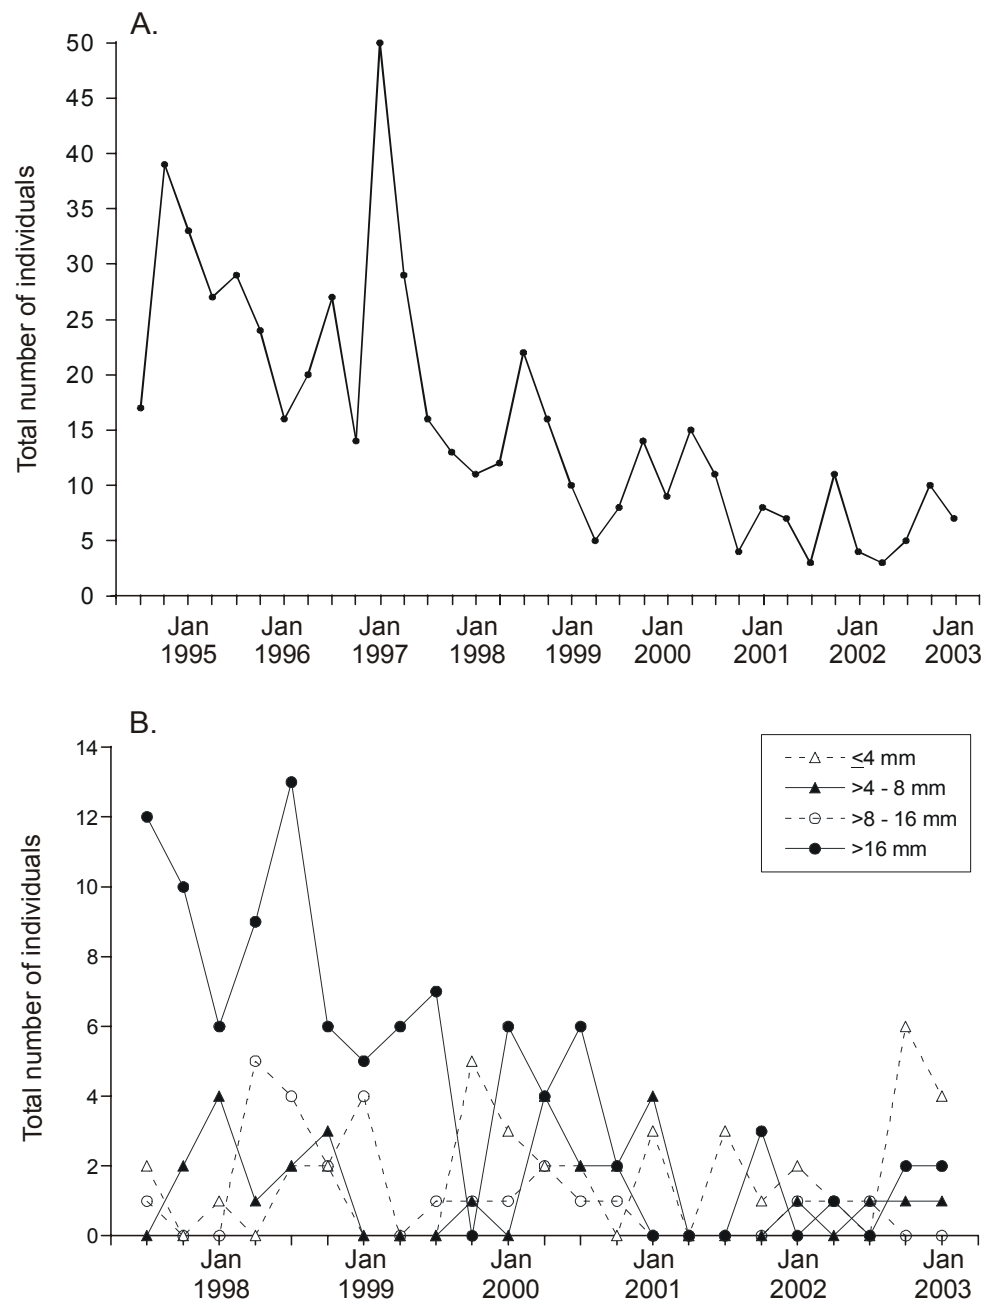 A.
Total number of individuals
50
45
40
35
30
25
20
15
10
5
0
Jan Jan Jan Jan Jan Jan Jan Jan Jan
1995 1996 1997 1998 1999 2000 2001 2002 2003
B.
Total number of individuals
14
12
10
8
6
4
2
0
≤4 mm
>4 - 8 mm
>8 - 16 mm
>16 mm
Jan Jan Jan Jan Jan Jan
1998 1999 2000 2001 2002 2003